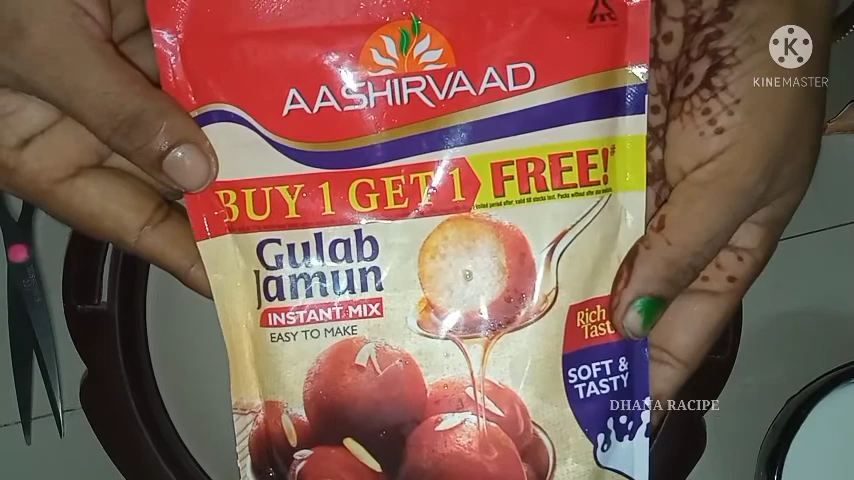 KINEMASTER
AASHIRVAAD
BUY 1 GET 1 FREE!#
Gulab
Jamun
INSTANT MIX
EASY TO MAKE
Rich
Tast
SOFT &
TASTY
DHANA RACIPE